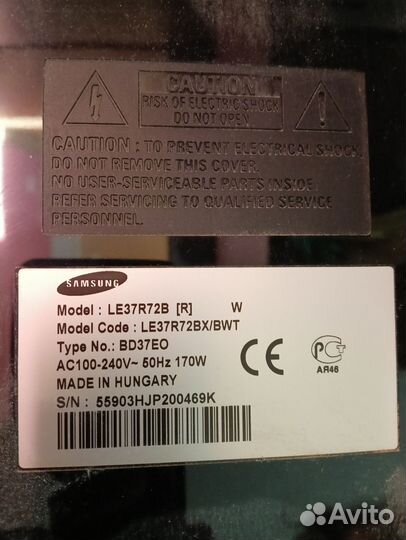 CAUTION
RISK OF ELECTRIC SHOCK
DO NOT OPEN
CAUTION : TO PREVENT ELECTRICAL SHOCK,
DO NOT REMOVE THIS COVER.
NO USER-SERVICEABLE PARTS INSIDE.
REFER SERVICING TO QUALIFIED SERVICE
PERSONNEL.
SAMSUNG
Model : LE37R72B [R] W
Model Code : LE37R72BX/BWT
Type No.: BD37EO
AC100-240V~ 50Hz 170W
MADE IN HUNGARY
S/N : 55903HJP200469K
CE
РСТ
АЯ46
Avito